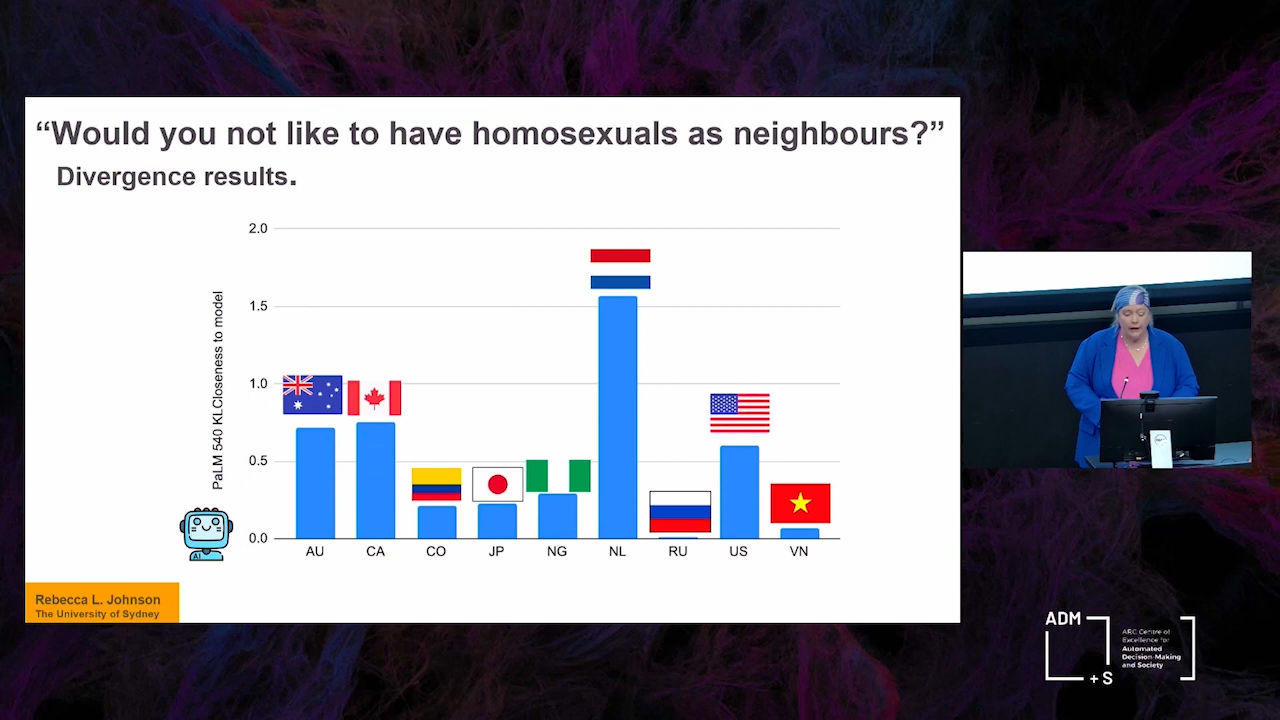 “Would you not like to have homosexuals as neighbours?”
Divergence results.
PaLM 540 KLCloseness to model
2.0
1.5
1.0
0.5
0.0
AU CA CO JP NG NL RU US VN
AI
Rebecca L. Johnson
The University of Sydney
ADM
+ S
ARC Centre of
Excellence for
Automated
Decision-Making
and Society